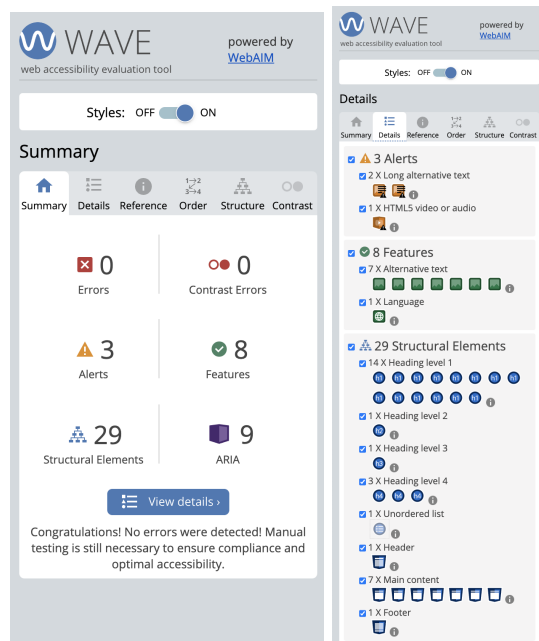 WAVE
web accessibility evaluation tool
powered by
WebAIM
Styles: OFF ON
Summary
Summary Details Reference Order Structure Contrast
0
Errors
0
Contrast Errors
3
Alerts
8
Features
29
Structural Elements
9
ARIA
View details ›
Congratulations! No errors were detected! Manual
testing is still necessary to ensure compliance and
optimal accessibility.
WAVE
web accessibility evaluation tool
powered by
WebAIM
Styles: OFF ON
Details
Summary Details Reference Order Structure Contrast
3 Alerts
2 X Long alternative text
1 X HTML5 video or audio
8 Features
7 X Alternative text
1 X Language
29 Structural Elements
14 X Heading level 1
h1 h1 h1 h1 h1 h1 h1 h1
h1 h1 h1 h1 h1 h1
1 X Heading level 2
h2
1 X Heading level 3
h3
3 X Heading level 4
h4 h4 h4
1 X Unordered list
1 X Header
7 X Main content
1 X Footer